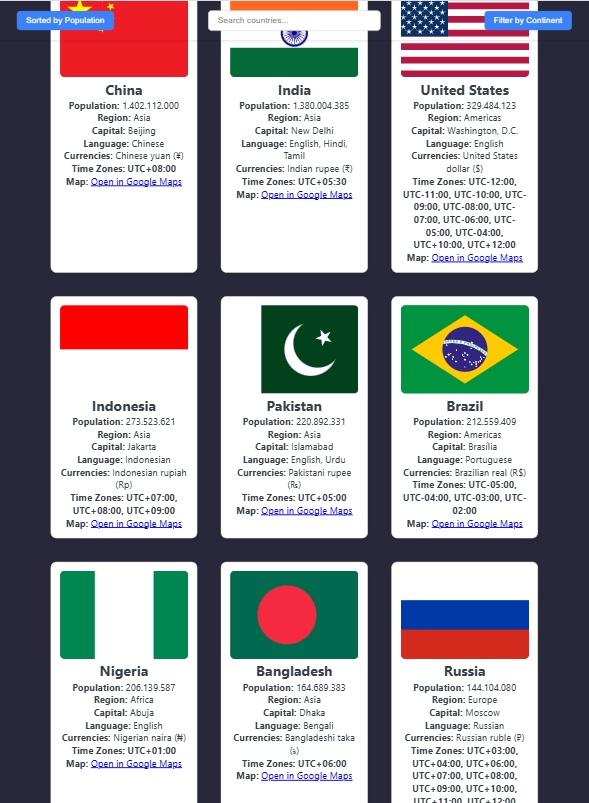 Sorted by Population
Search countries...
Filter by Continent
China
Population: 1.402.112.000
Region: Asia
Capital: Beijing
Language: Chinese
Currencies: Chinese yuan (¥)
Time Zones: UTC+08:00
Map: Open in Google Maps
India
Population: 1.380.004.385
Region: Asia
Capital: New Delhi
Language: English, Hindi,
Tamil
Currencies: Indian rupee (₹)
Time Zones: UTC+05:30
Map: Open in Google Maps
United States
Population: 329.484.123
Region: Americas
Capital: Washington, D.C.
Language: English
Currencies: United States
dollar ($)
Time Zones: UTC-12:00,
UTC-11:00, UTC-10:00, UTC-
09:00, UTC-08:00, UTC-
07:00, UTC-06:00, UTC-
05:00, UTC-04:00,
UTC+10:00, UTC+12:00
Map: Open in Google Maps
Indonesia
Population: 273.523.621
Region: Asia
Capital: Jakarta
Language: Indonesian
Currencies: Indonesian rupiah
(Rp)
Time Zones: UTC+07:00,
UTC+08:00, UTC+09:00
Map: Open in Google Maps
Pakistan
Population: 220.892.331
Region: Asia
Capital: Islamabad
Language: English, Urdu
Currencies: Pakistani rupee
(₨)
Time Zones: UTC+05:00
Map: Open in Google Maps
Brazil
Population: 212.559.409
Region: Americas
Capital: Brasília
Language: Portuguese
Currencies: Brazilian real (R$)
Time Zones: UTC-05:00,
UTC-04:00, UTC-03:00, UTC-
02:00
Map: Open in Google Maps
Nigeria
Population: 206.139.587
Region: Africa
Capital: Abuja
Language: English
Currencies: Nigerian naira (₦)
Time Zones: UTC+01:00
Map: Open in Google Maps
Bangladesh
Population: 164.689.383
Region: Asia
Capital: Dhaka
Language: Bengali
Currencies: Bangladeshi taka
(৳)
Time Zones: UTC+06:00
Map: Open in Google Maps
Russia
Population: 144.104.080
Region: Europe
Capital: Moscow
Language: Russian
Currencies: Russian ruble (₽)
Time Zones: UTC+03:00,
UTC+04:00, UTC+06:00,
UTC+07:00, UTC+08:00,
UTC+09:00, UTC+10:00,
UTC+11:00, UTC+12:00